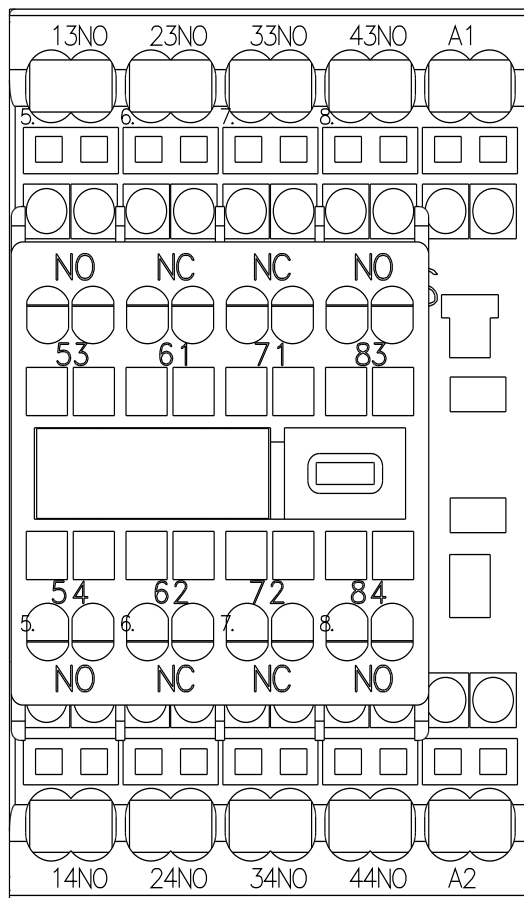 13NO 23NO 33NO 43NO A1
5. 6. 7. 8.
NO NC NC NO
53 61 71 83
54 62 72 84
5. 6. 7. 8.
NO NC NC NO
14NO 24NO 34NO 44NO A2